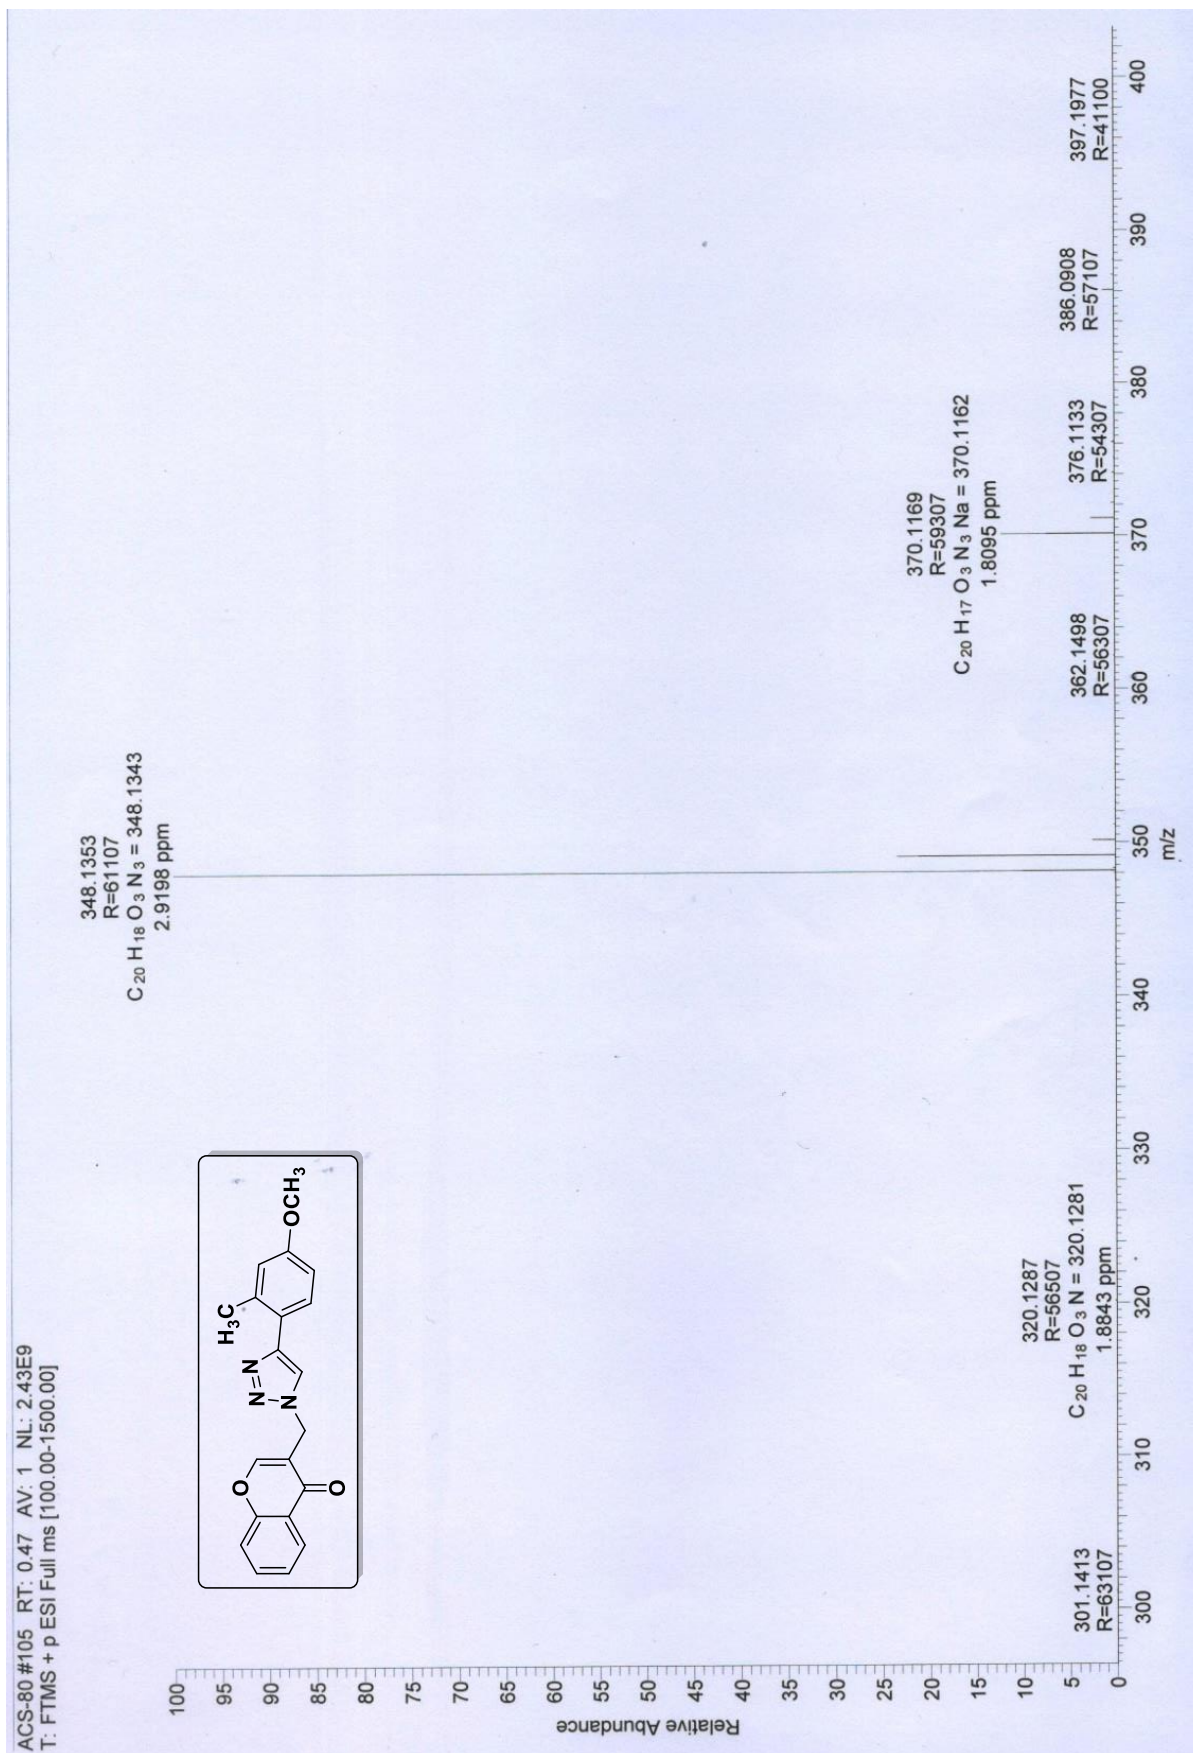 ACS-80 #105 RT: 0.47 AV: 1 NL: 2.43E9
T: FTMS + p ESI Full ms [100.00-1500.00]
348.1353
R=61107
C20 H18 O3 N3 = 348.1343
2.9198 ppm
370.1169
R=59307
C20 H17 O3 N3 Na = 370.1162
1.8095 ppm
320.1287
R=56507
C20 H18 O3 N = 320.1281
1.8843 ppm
301.1413
R=63107
362.1498
R=56307
376.1133
R=54307
386.0908
R=57107
397.1977
R=41100
O
O
N
N
N
H3C
OCH3
Relative Abundance
100
95
90
85
80
75
70
65
60
55
50
45
40
35
30
25
20
15
10
5
0
300 310 320 330 340 350 360 370 380 390 400
m/z